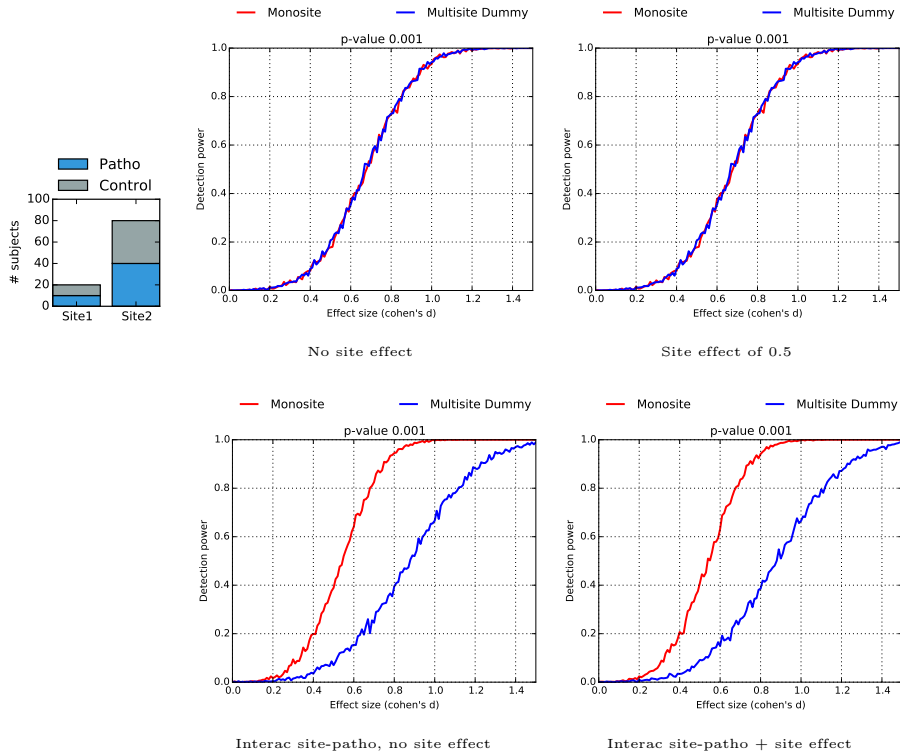 Patho
Control
# subjects
100
80
60
40
20
0
Site1 Site2
Monosite Multisite Dummy
p-value 0.001
Detection power
1.0
0.8
0.6
0.4
0.2
0.0
0.0 0.2 0.4 0.6 0.8 1.0 1.2 1.4
Effect size (cohen's d)
No site effect
Monosite Multisite Dummy
p-value 0.001
Detection power
1.0
0.8
0.6
0.4
0.2
0.0
0.0 0.2 0.4 0.6 0.8 1.0 1.2 1.4
Effect size (cohen's d)
Site effect of 0.5
Monosite Multisite Dummy
p-value 0.001
Detection power
1.0
0.8
0.6
0.4
0.2
0.0
0.0 0.2 0.4 0.6 0.8 1.0 1.2 1.4
Effect size (cohen's d)
Interac site-patho, no site effect
Monosite Multisite Dummy
p-value 0.001
Detection power
1.0
0.8
0.6
0.4
0.2
0.0
0.0 0.2 0.4 0.6 0.8 1.0 1.2 1.4
Effect size (cohen's d)
Interac site-patho + site effect